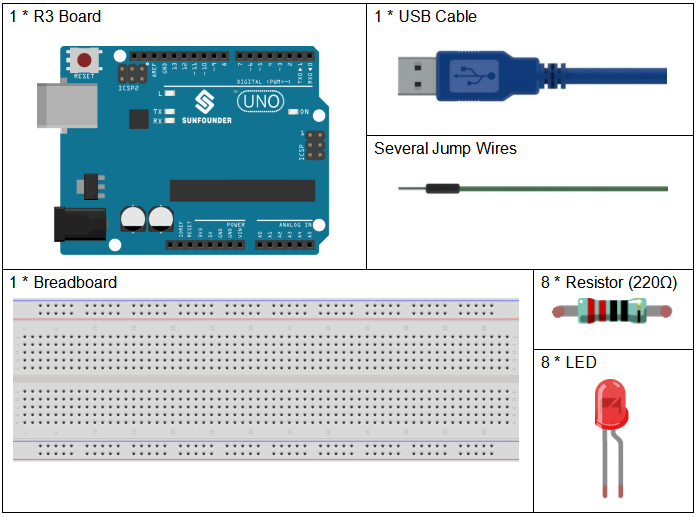 1 * R3 Board
RESET
ICSP2
AREF
GND
13
12
~11
~10
~9
8
7
~6
~5
4
~3
2
TXD▶1
RXD◀0
DIGITAL (PWM=~)
L
TX
RX
SUNFOUNDER
UNO
ON
1
ICSP
IOREF
RESET
3V3
5V
GND
GND
VIN
POWER
ANALOG IN
A0
A1
A2
A3
A4
A5
1 * USB Cable
Several Jump Wires
1 * Breadboard
8 * Resistor (220Ω)
8 * LED